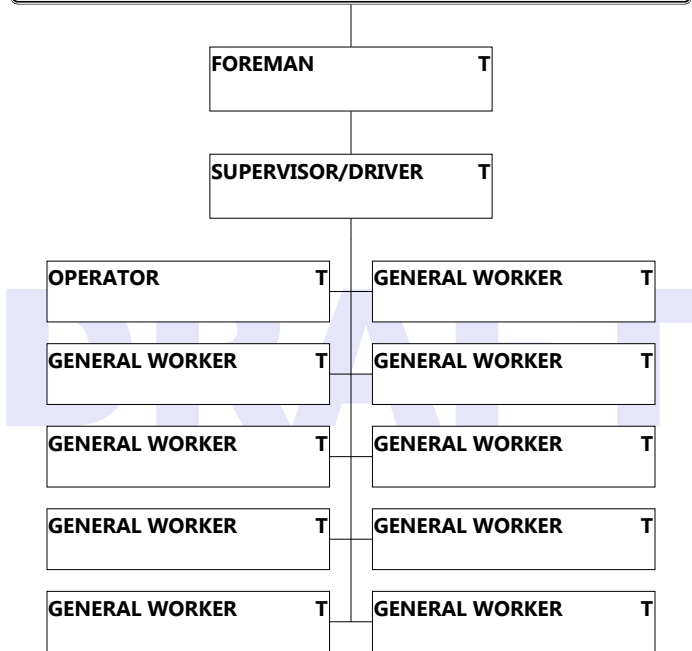 FOREMAN T
SUPERVISOR/DRIVER T
OPERATOR T GENERAL WORKER T
GENERAL WORKER T GENERAL WORKER T
GENERAL WORKER T GENERAL WORKER T
GENERAL WORKER T GENERAL WORKER T
GENERAL WORKER T GENERAL WORKER T
DRAFT